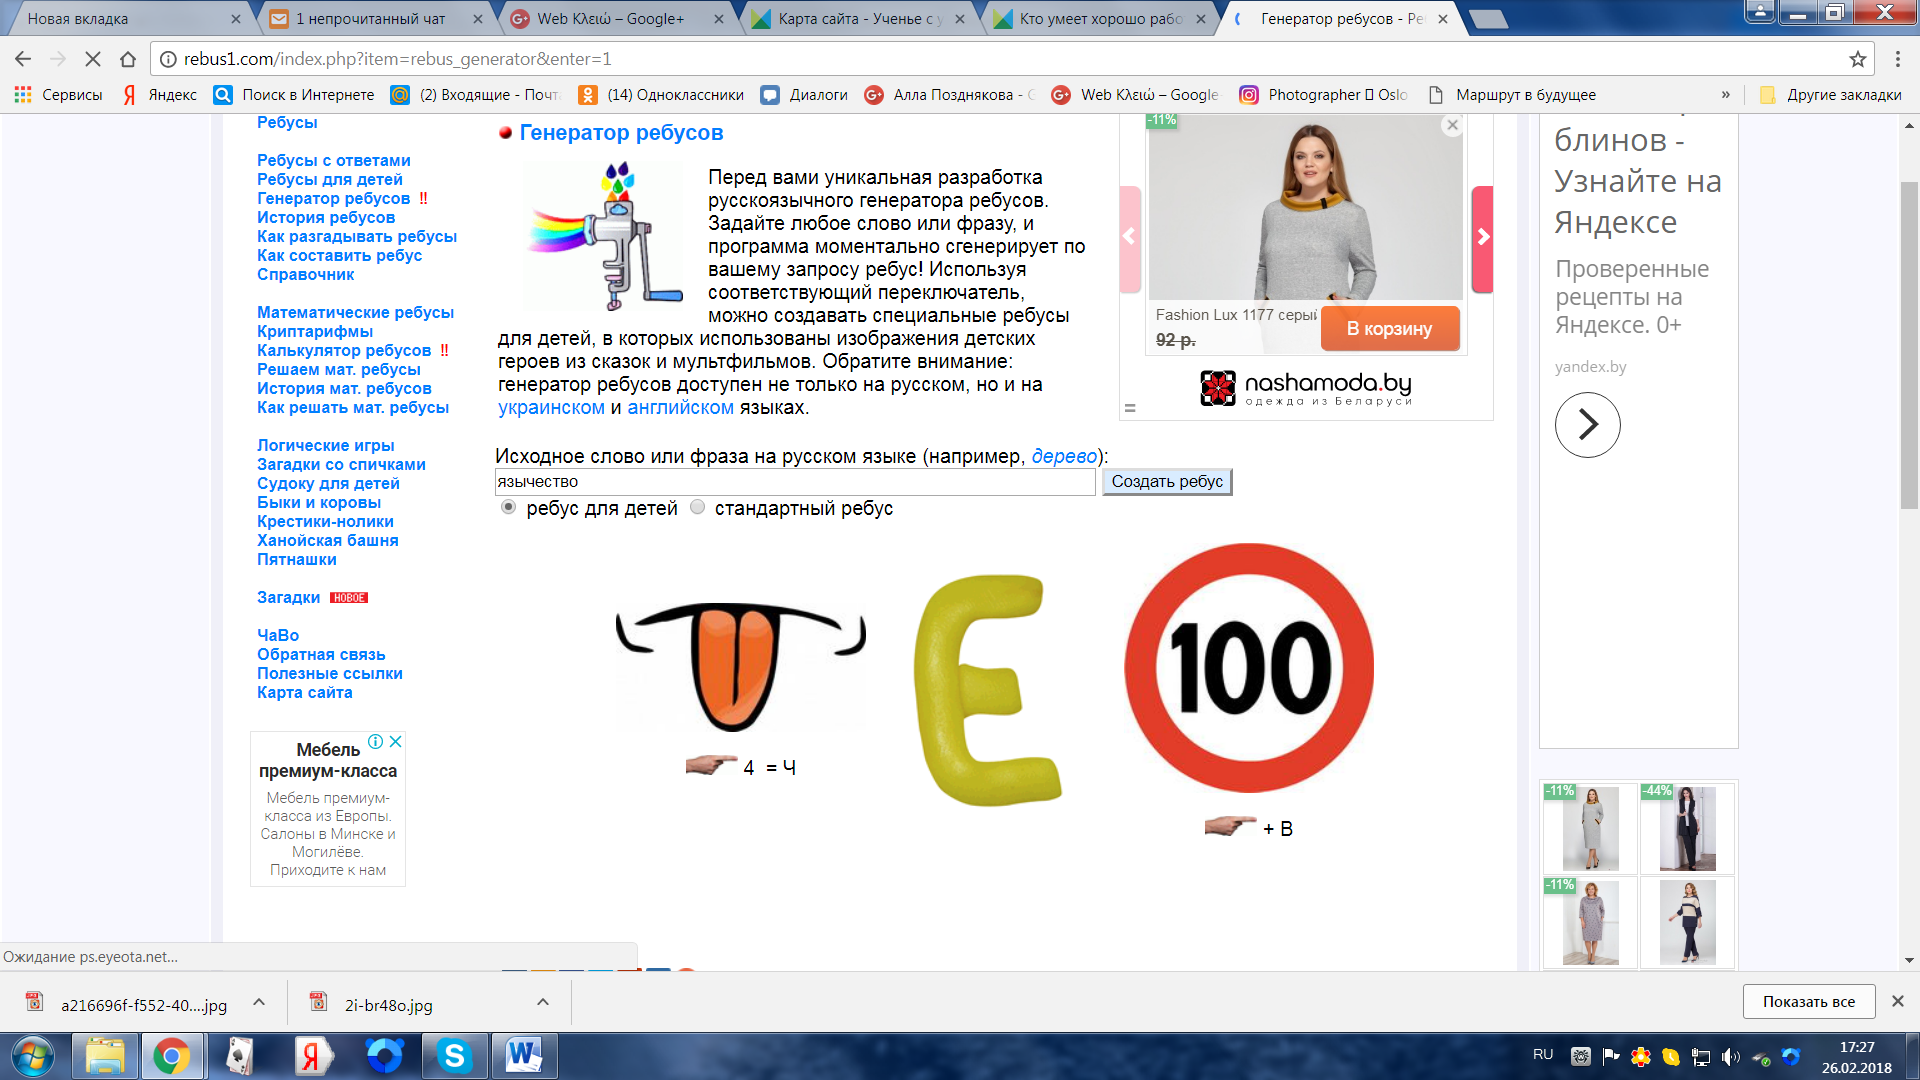 Новая вкладка
1 непрочитанный чат
Web Κλειώ – Google+
Карта сайта - Ученье с у
Кто умеет хорошо рабо
Генератор ребусов - Ре
rebus1.com/index.php?item=rebus_generator&enter=1
Сервисы
Яндекс
Поиск в Интернете
(2) Входящие - Почт
(14) Одноклассники
Диалоги
Алла Позднякова - G
Web Κλειώ – Google
Photographer Oslo
Маршрут в будущее
»
Другие закладки
Ребусы
Ребусы с ответами
Ребусы для детей
Генератор ребусов !!
История ребусов
Как разгадывать ребусы
Как составить ребус
Справочник
Математические ребусы
Криптарифмы
Калькулятор ребусов !!
Решаем мат. ребусы
История мат. ребусов
Как решать мат. ребусы
Логические игры
Загадки со спичками
Судоку для детей
Быки и коровы
Крестики-нолики
Ханойская башня
Пятнашки
Загадки НОВОЕ
ЧаВо
Обратная связь
Полезные ссылки
Карта сайта
Мебель
премиум-класса
Мебель премиум-
класса из Европы.
Салоны в Минске и
Могилёве.
Приходите к нам
Генератор ребусов
Перед вами уникальная разработка
русскоязычного генератора ребусов.
Задайте любое слово или фразу, и
программа моментально сгенерирует по
вашему запросу ребус! Используя
соответствующий переключатель,
можно создавать специальные ребусы
для детей, в которых использованы изображения детских
героев из сказок и мультфильмов. Обратите внимание:
генератор ребусов доступен не только на русском, но и на
украинском и английском языках.
Исходное слово или фраза на русском языке (например, дерево):
язычество
Создать ребус
ребус для детей
стандартный ребус
Е
100
4 = Ч
+ В
-11%
Fashion Lux 1177 серый
92 р.
В корзину
nashamoda.by
одежда из Беларуси
блинов -
Узнайте на
Яндексе
Проверенные
рецепты на
Яндексе. 0+
yandex.by
-11%
-44%
-11%
Ожидание ps.eyeota.net...
a216696f-f552-40....jpg
2i-br48o.jpg
Показать все
RU
17:27
26.02.2018